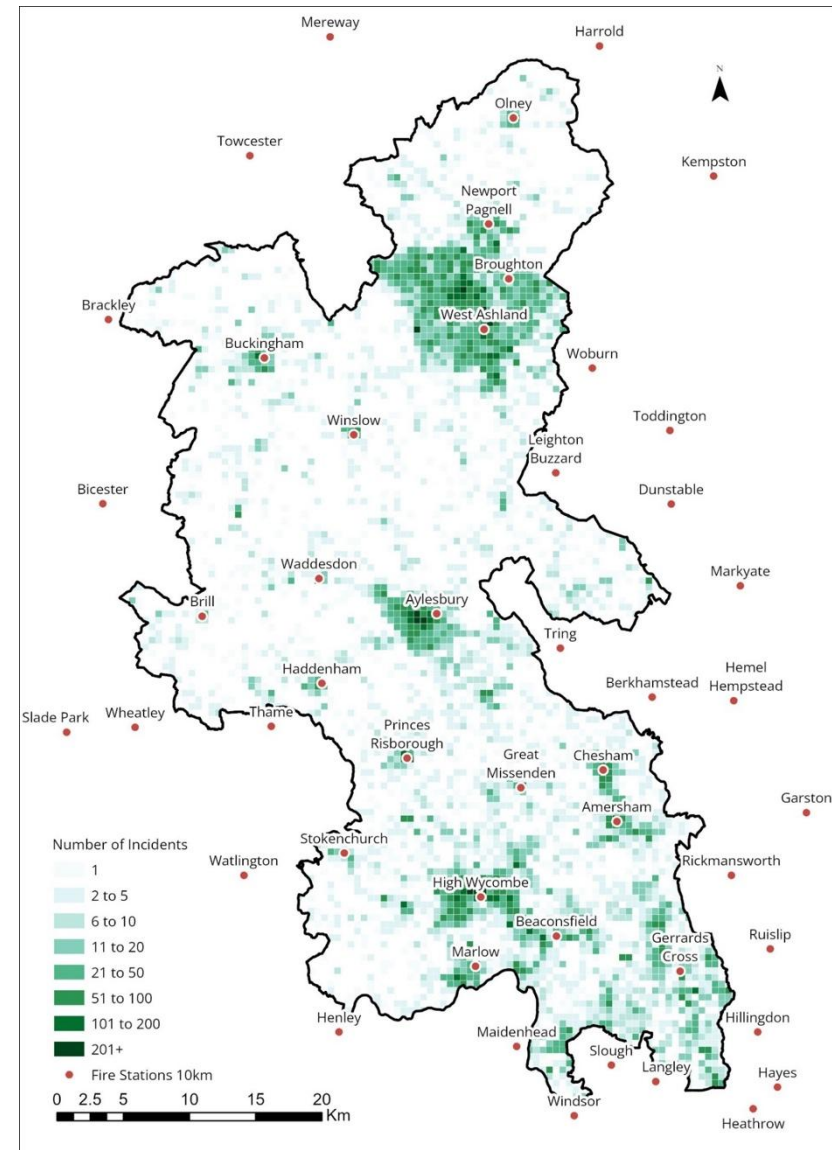 Mereway
Harrold
N
Olney
Towcester
Kempston
Newport
Pagnell
Broughton
Brackley
West Ashland
Buckingham
Woburn
Winslow
Toddington
Leighton
Buzzard
Bicester
Dunstable
Waddesdon
Markyate
Brill
Aylesbury
Tring
Haddenham
Hemel
Hempstead
Berkhamstead
Slade Park
Wheatley
Thame
Princes
Risborough
Great
Missenden
Chesham
Amersham
Garston
Number of Incidents
1
2 to 5
6 to 10
11 to 20
21 to 50
51 to 100
101 to 200
201+
Fire Stations 10km
0 2.5 5 10 15 20
Km
Stokenchurch
Watlington
Rickmansworth
High Wycombe
Beaconsfield
Gerrards
Cross
Ruislip
Marlow
Henley
Maidenhead
Hillingdon
Slough
Langley
Hayes
Windsor
Heathrow